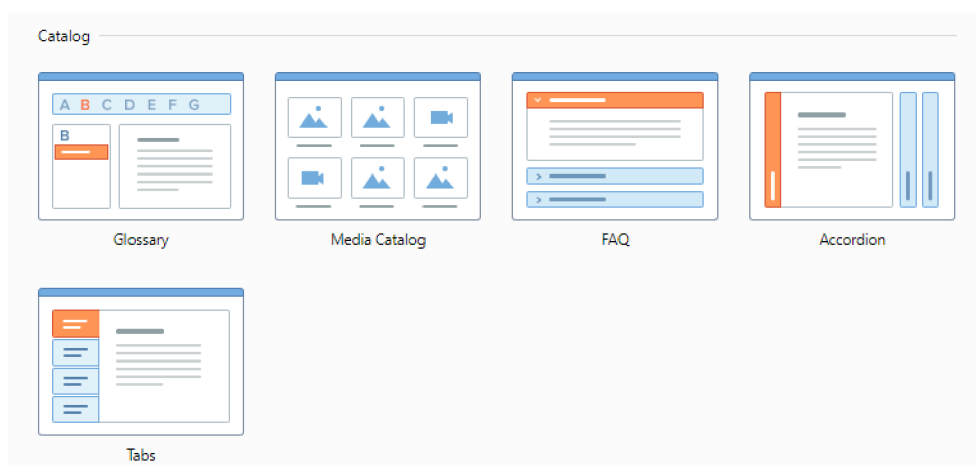 Catalog
A B C D E F G
B
Glossary
Media Catalog
FAQ
Accordion
Tabs